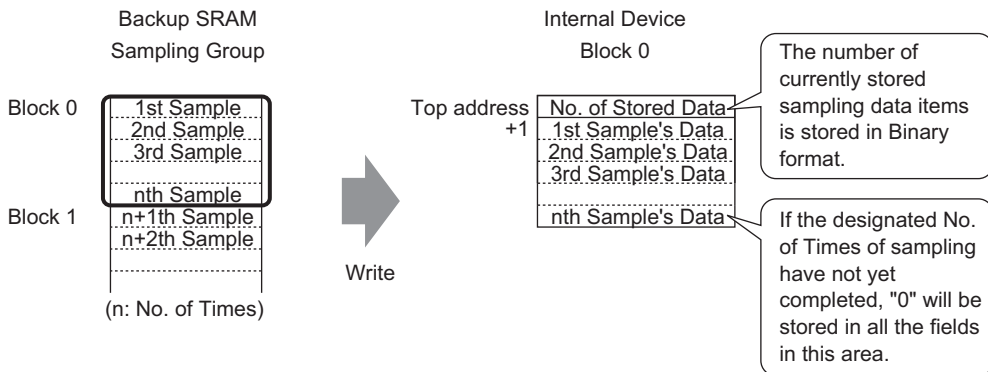 Backup SRAM
Sampling Group
Block 0
1st Sample
2nd Sample
3rd Sample
nth Sample
Block 1
n+1th Sample
n+2th Sample
(n: No. of Times)
Write
Internal Device
Block 0
Top address
+1
No. of Stored Data
1st Sample's Data
2nd Sample's Data
3rd Sample's Data
nth Sample's Data
The number of
currently stored
sampling data items
is stored in Binary
format.
If the designated No.
of Times of sampling
have not yet
completed, "0" will be
stored in all the fields
in this area.